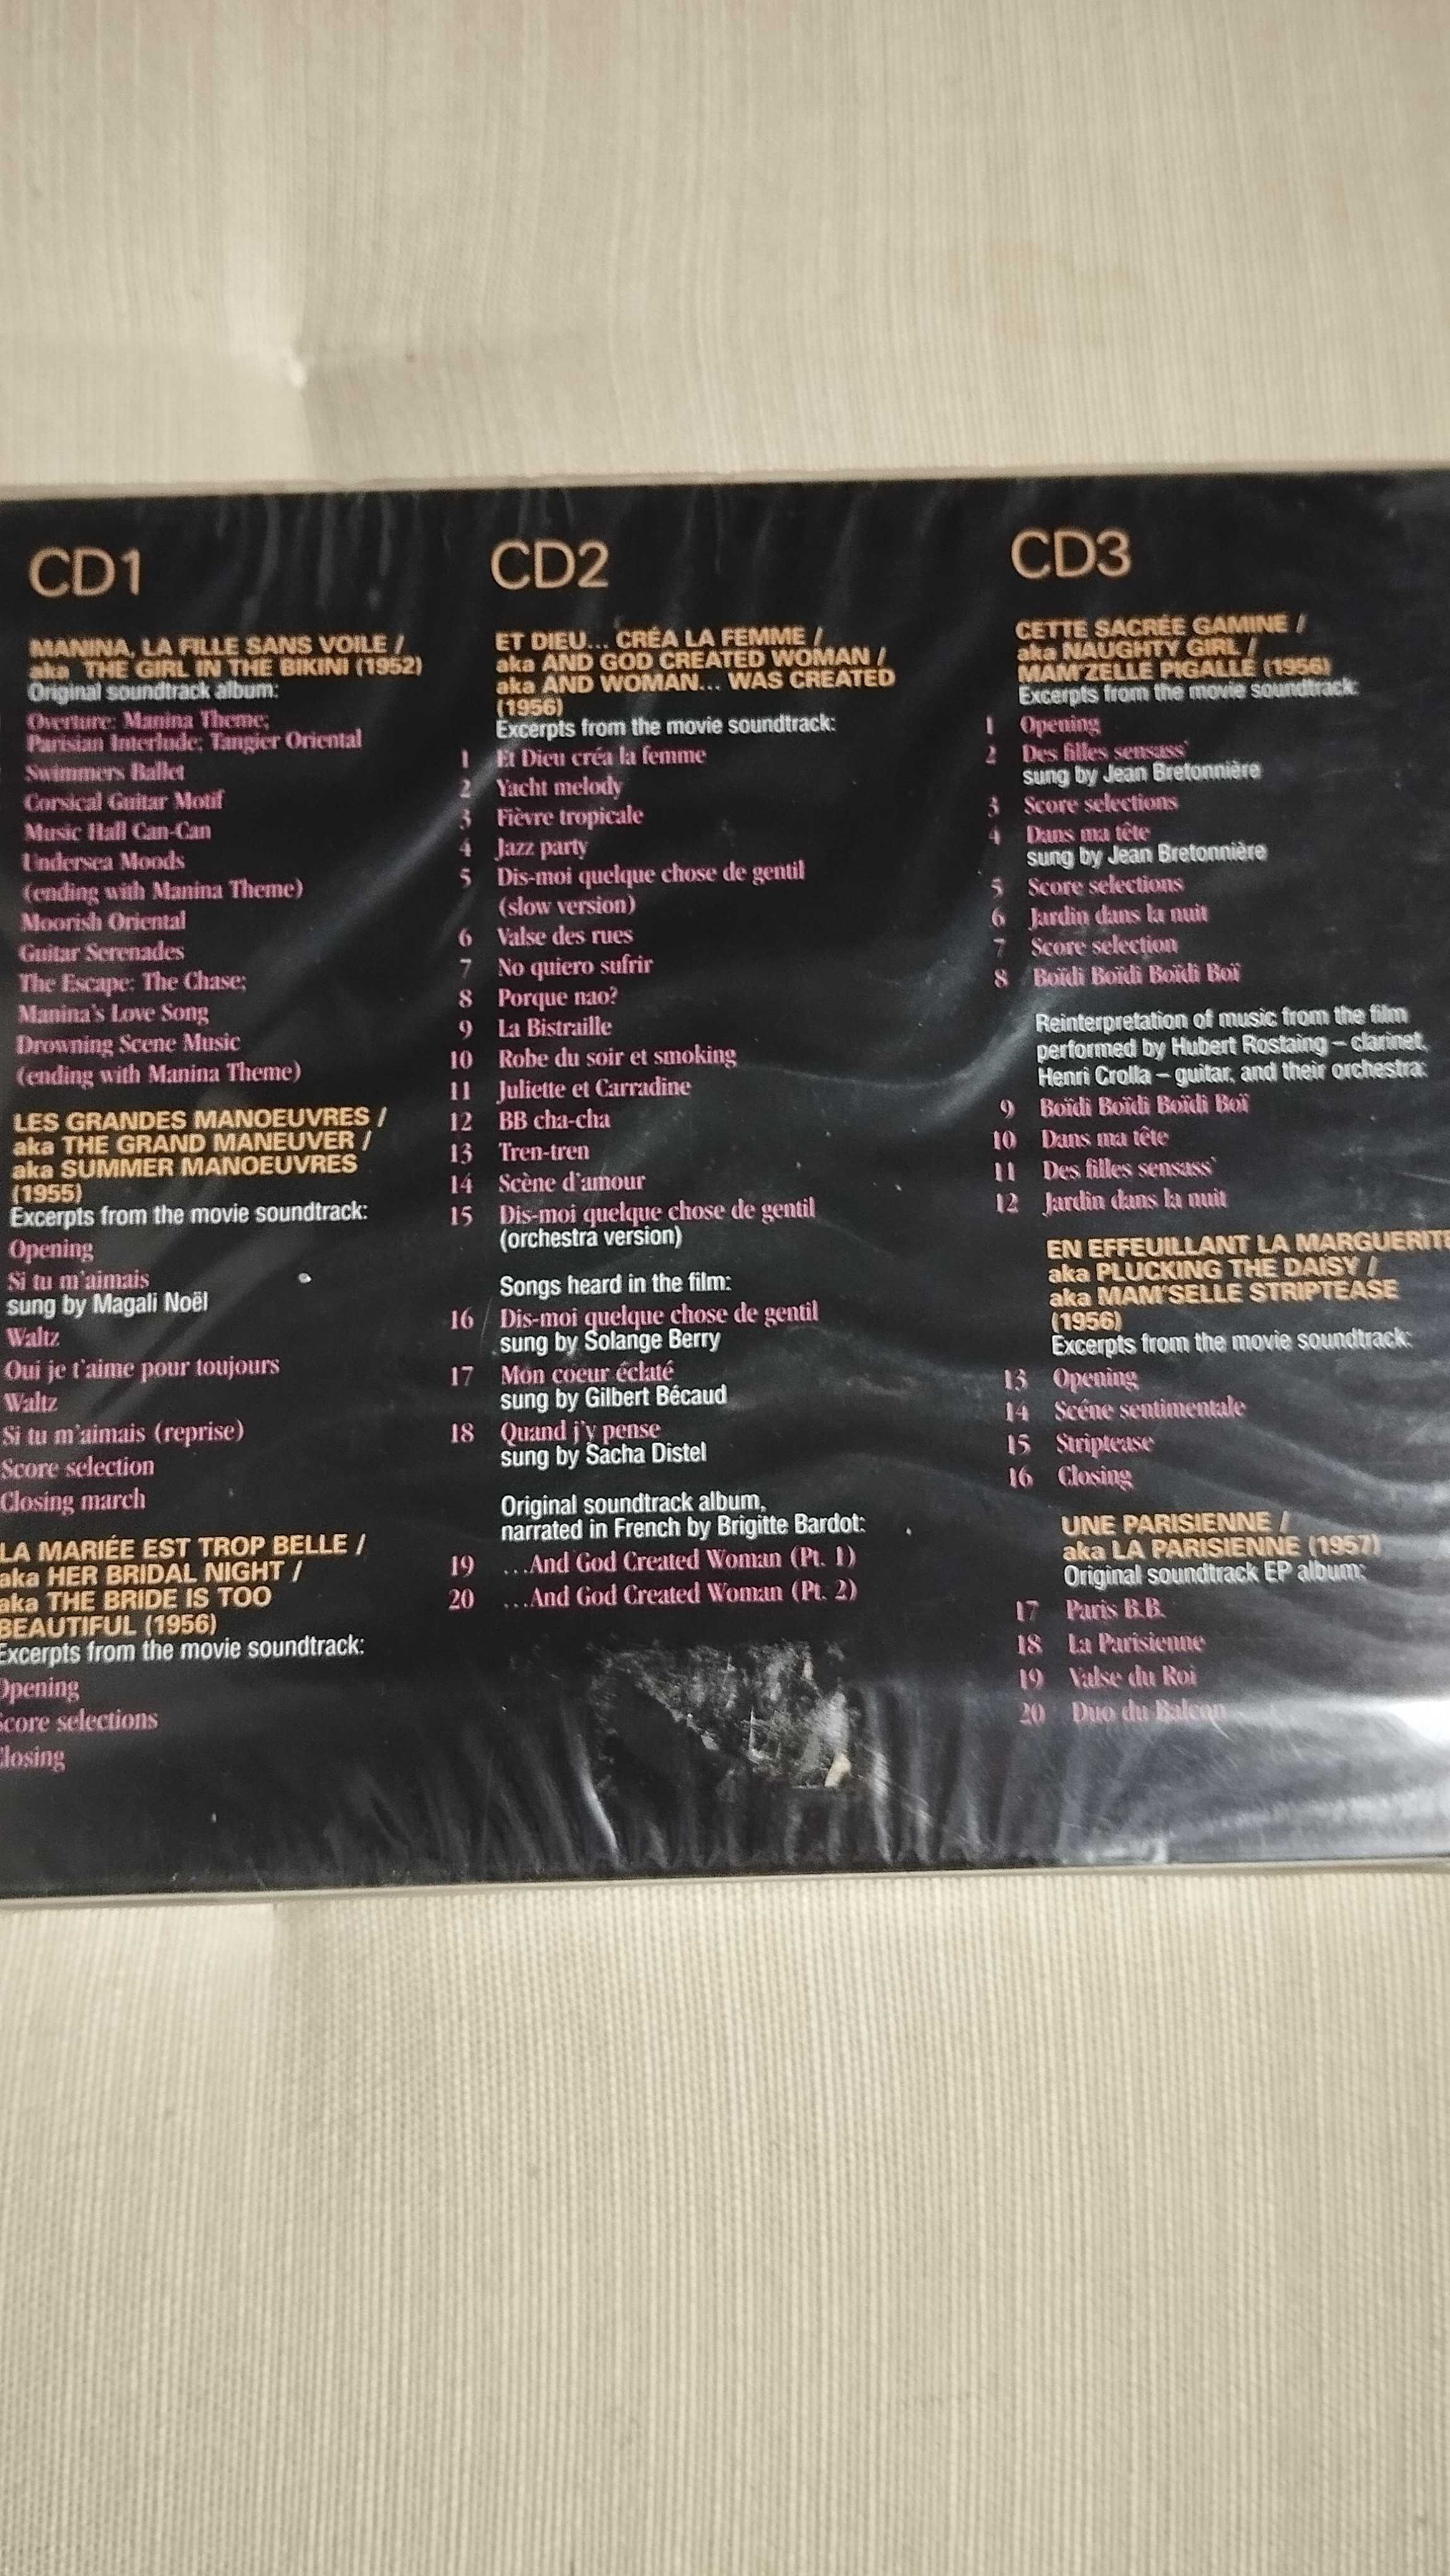 CD1
MANINA, LA FILLE SANS VOILE /
aka THE GIRL IN THE BIKINI (1952)
Original soundtrack album:
Overture; Manina Theme;
Parisian Interlude; Tangier Oriental
Swimmers Ballet
Corsical Guitar Motif
Music Hall Can-Can
Undersea Moods
(ending with Manina Theme)
Moorish Oriental
Guitar Serenades
The Escape; The Chase;
Manina's Love Song
Drowning Scene Music
(ending with Manina Theme)
LES GRANDES MANOEUVRES /
aka THE GRAND MANEUVER /
aka SUMMER MANOEUVRES
(1955)
Excerpts from the movie soundtrack:
Opening
Si tu m'aimais
sung by Magali Noël
Waltz
Oui je t'aime pour toujours
Waltz
Si tu m'aimais (reprise)
Score selection
Closing march
LA MARIÉE EST TROP BELLE /
aka HER BRIDAL NIGHT /
aka THE BRIDE IS TOO
BEAUTIFUL (1956)
Excerpts from the movie soundtrack:
Opening
Score selections
Closing
CD2
ET DIEU... CRÉA LA FEMME /
aka AND GOD CREATED WOMAN /
aka AND WOMAN... WAS CREATED
(1956)
Excerpts from the movie soundtrack:
1 Et Dieu créa la femme
2 Yacht melody
3 Fièvre tropicale
4 Jazz party
5 Dis-moi quelque chose de gentil
(slow version)
6 Valse des rues
7 No quiero sufrir
8 Porque nao?
9 La Bistraille
10 Robe du soir et smoking
11 Juliette et Carradine
12 BB cha-cha
13 Tren-tren
14 Scène d'amour
15 Dis-moi quelque chose de gentil
(orchestra version)
Songs heard in the film:
16 Dis-moi quelque chose de gentil
sung by Solange Berry
17 Mon coeur éclaté
sung by Gilbert Bécaud
18 Quand j'y pense
sung by Sacha Distel
Original soundtrack album,
narrated in French by Brigitte Bardot:
19 ...And God Created Woman (Pt. 1)
20 ...And God Created Woman (Pt. 2)
CD3
CETTE SACRÉE GAMINE /
aka NAUGHTY GIRL /
MAM'ZELLE PIGALLE (1956)
Excerpts from the movie soundtrack:
1 Opening
2 Des filles sensass'
sung by Jean Bretonnière
3 Score selections
4 Dans ma tête
sung by Jean Bretonnière
5 Score selections
6 Jardin dans la nuit
7 Score selection
8 Boïdi Boïdi Boïdi Boï
Reinterpretation of music from the film
performed by Hubert Rostaing – clarinet,
Henri Crolla – guitar, and their orchestra:
9 Boïdi Boïdi Boïdi Boï
10 Dans ma tête
11 Des filles sensass'
12 Jardin dans la nuit
EN EFFEUILLANT LA MARGUERITE
aka PLUCKING THE DAISY /
aka MAM'SELLE STRIPTEASE
(1956)
Excerpts from the movie soundtrack:
13 Opening
14 Scéne sentimentale
15 Striptease
16 Closing
UNE PARISIENNE /
aka LA PARISIENNE (1957)
Original soundtrack EP album:
17 Paris B.B.
18 La Parisienne
19 Valse du Roi
20 Duo du Balcon